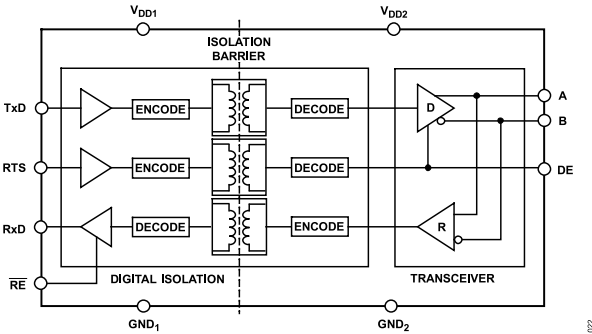 VDD1
VDD2
ISOLATION
BARRIER
TxD
ENCODE
DECODE
D
A
B
RTS
ENCODE
DECODE
DE
RxD
DECODE
ENCODE
R
RE
DIGITAL ISOLATION
TRANSCEIVER
GND1
GND2
022